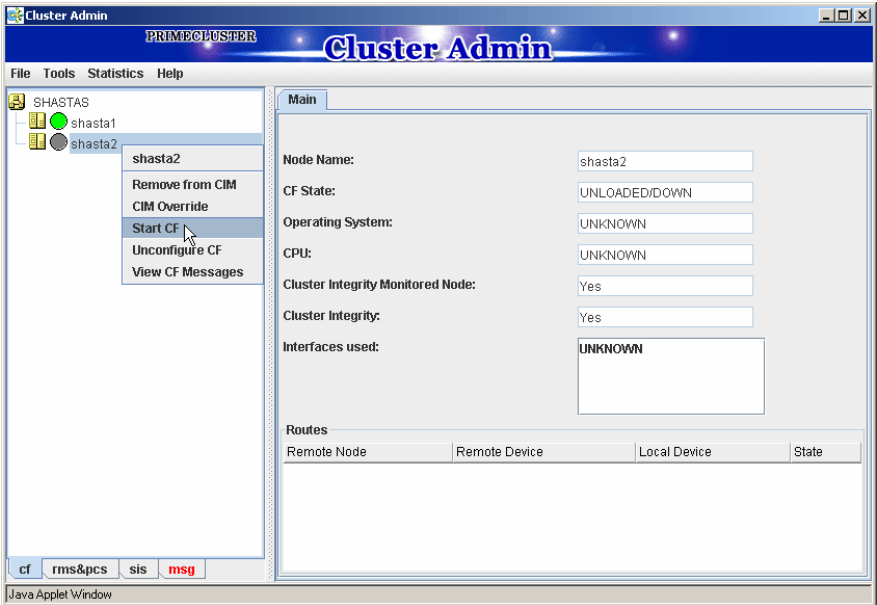 Cluster Admin
PRIMECLUSTER
Cluster Admin
File Tools Statistics Help
SHASTAS
shasta1
shasta2
shasta2
Remove from CIM
CIM Override
Start CF
Unconfigure CF
View CF Messages
Main
Node Name: shasta2
CF State: UNLOADED/DOWN
Operating System: UNKNOWN
CPU: UNKNOWN
Cluster Integrity Monitored Node: Yes
Cluster Integrity: Yes
Interfaces used: UNKNOWN
Routes
Remote Node Remote Device Local Device State
cf rms&pcs sis msg
Java Applet Window